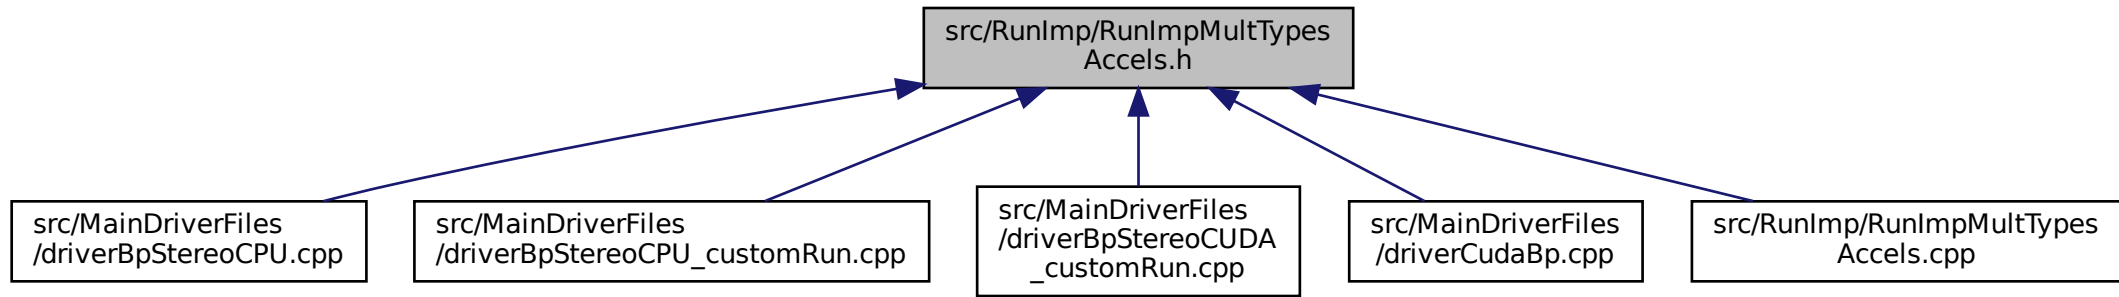 src/RunImp/RunImpMultTypes
Accels.h
src/MainDriverFiles
/driverBpStereoCPU.cpp
src/MainDriverFiles
/driverBpStereoCPU_customRun.cpp
src/MainDriverFiles
/driverBpStereoCUDA
_customRun.cpp
src/MainDriverFiles
/driverCudaBp.cpp
src/RunImp/RunImpMultTypes
Accels.cpp